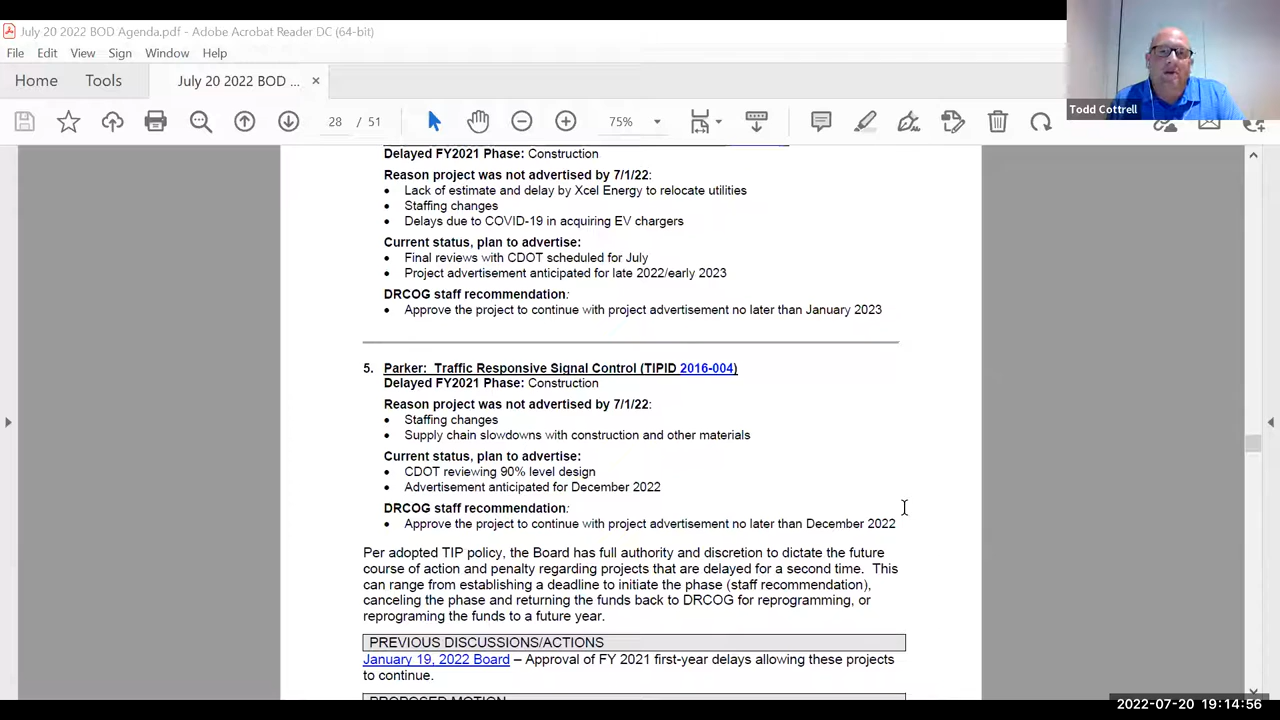 July 20 2022 BOD Agenda.pdf - Adobe Acrobat Reader DC (64-bit)
File Edit View Sign Window Help
Home Tools July 20 2022 BOD ... ×
28 / 51 75%
Todd Cottrell
Delayed FY2021 Phase: Construction
Reason project was not advertised by 7/1/22:
• Lack of estimate and delay by Xcel Energy to relocate utilities
• Staffing changes
• Delays due to COVID-19 in acquiring EV chargers
Current status, plan to advertise:
• Final reviews with CDOT scheduled for July
• Project advertisement anticipated for late 2022/early 2023
DRCOG staff recommendation:
• Approve the project to continue with project advertisement no later than January 2023
5. Parker: Traffic Responsive Signal Control (TIPID 2016-004)
Delayed FY2021 Phase: Construction
Reason project was not advertised by 7/1/22:
• Staffing changes
• Supply chain slowdowns with construction and other materials
Current status, plan to advertise:
• CDOT reviewing 90% level design
• Advertisement anticipated for December 2022
DRCOG staff recommendation:
• Approve the project to continue with project advertisement no later than December 2022
Per adopted TIP policy, the Board has full authority and discretion to dictate the future
course of action and penalty regarding projects that are delayed for a second time. This
can range from establishing a deadline to initiate the phase (staff recommendation),
canceling the phase and returning the funds back to DRCOG for reprogramming, or
reprograming the funds to a future year.
PREVIOUS DISCUSSIONS/ACTIONS
January 19, 2022 Board – Approval of FY 2021 first-year delays allowing these projects
to continue.
PROPOSED MOTION
2022-07-20 19:14:56